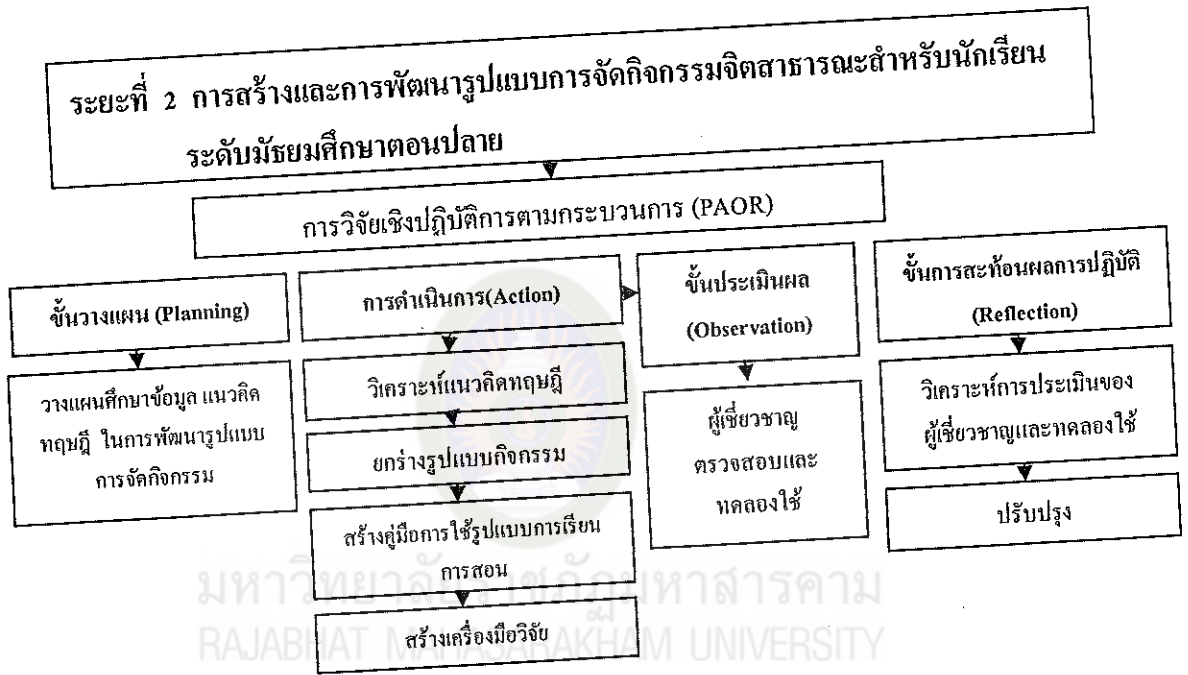 ระยะที่ 2 การสร้างและการพัฒนารูปแบบการจัดกิจกรรมจิตสาธารณะสำหรับนักเรียน
ระดับมัธยมศึกษาตอนปลาย
การวิจัยเชิงปฏิบัติการตามกระบวนการ (PAOR)
ขั้นวางแผน (Planning)
วางแผนศึกษาข้อมูล แนวคิด
ทฤษฎี ในการพัฒนารูปแบบ
การจัดกิจกรรม
การดำเนินการ(Action)
วิเคราะห์แนวคิดทฤษฎี
ยกร่างรูปแบบกิจกรรม
สร้างคู่มือการใช้รูปแบบการเรียน
การสอน
สร้างเครื่องมือวิจัย
ขั้นประเมินผล
(Observation)
ผู้เชี่ยวชาญ
ตรวจสอบและ
ทดลองใช้
ขั้นการสะท้อนผลการปฏิบัติ
(Reflection)
วิเคราะห์การประเมินของ
ผู้เชี่ยวชาญและทดลองใช้
ปรับปรุง
มหาวิทยาลัยราชภัฏมหาสารคาม
RAJABHAT MAHASARAKHAM UNIVERSITY